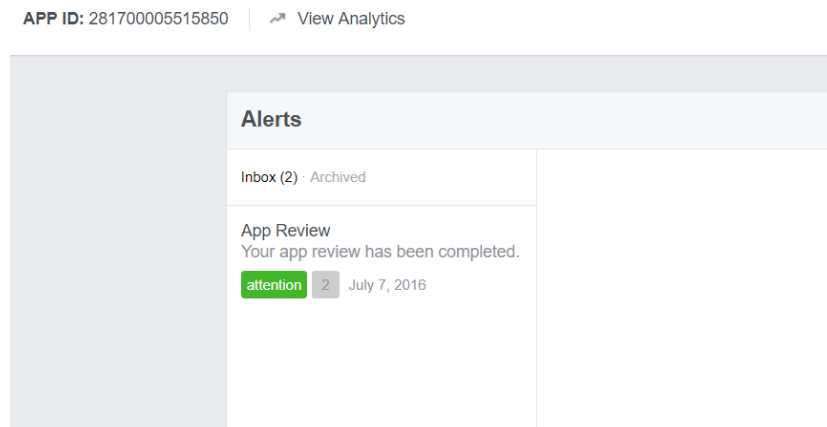 APP ID: 281700005515850 View Analytics
Alerts
Inbox (2) · Archived
App Review
Your app review has been completed.
attention 2 July 7, 2016